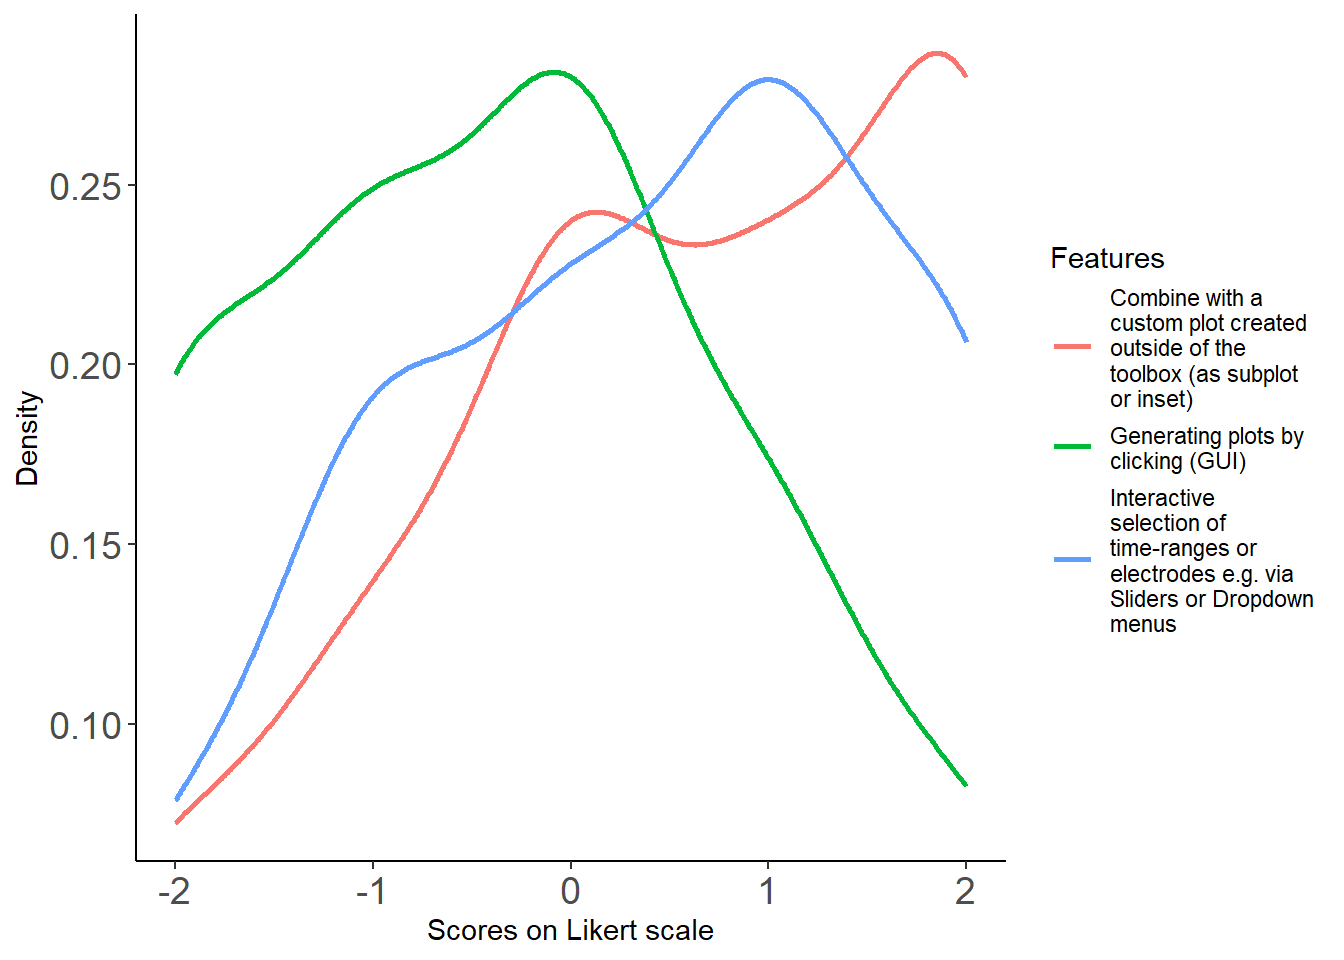 0.25
0.20
0.15
0.10
Density
-2
-1
0
1
2
Scores on Likert scale
Features
Combine with a
custom plot created
outside of the
toolbox (as subplot
or inset)
Generating plots by
clicking (GUI)
Interactive
selection of
time-ranges or
electrodes e.g. via
Sliders or Dropdown
menus